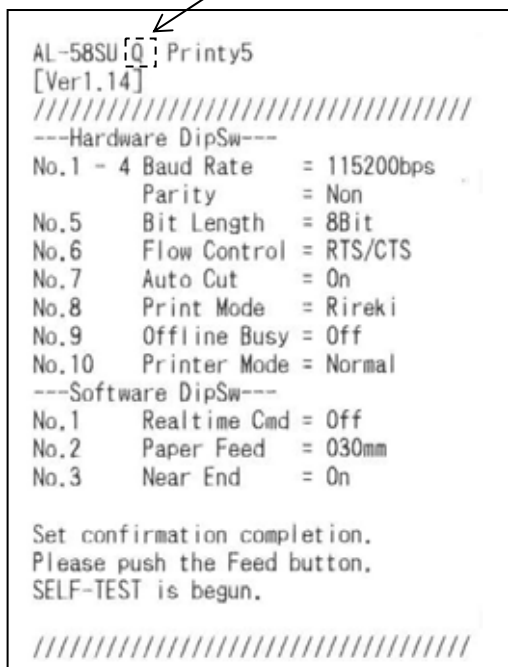 AL-58SU Q Printy5
[Ver1.14]
///////////////////////////////////
---Hardware DipSw---
No.1 - 4 Baud Rate = 115200bps
Parity = Non
No.5 Bit Length = 8Bit
No.6 Flow Control = RTS/CTS
No.7 Auto Cut = On
No.8 Print Mode = Rireki
No.9 Offline Busy = Off
No.10 Printer Mode = Normal
---Software DipSw---
No.1 Realtime Cmd = Off
No.2 Paper Feed = 030mm
No.3 Near End = On
Set confirmation completion.
Please push the Feed button.
SELF-TEST is begun.
///////////////////////////////////